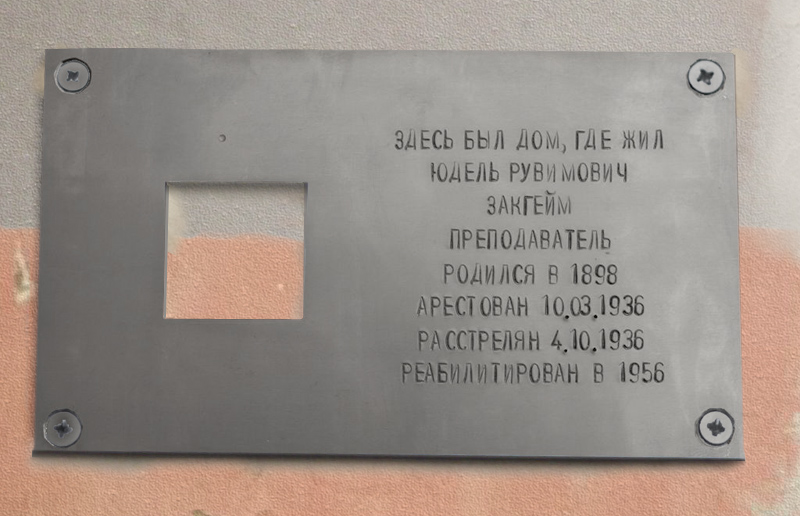 ЗДЕСЬ БЫЛ ДОМ, ГДЕ ЖИЛ
ЮДЕЛЬ РУВИМОВИЧ
ЗАКГЕЙМ
ПРЕПОДАВАТЕЛЬ
РОДИЛСЯ В 1898
АРЕСТОВАН 10.03.1936
РАССТРЕЛЯН 4.10.1936
РЕАБИЛИТИРОВАН В 1956